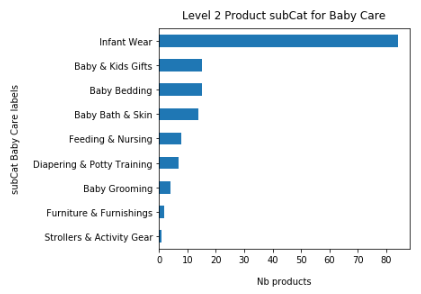 Level 2 Product subCat for Baby Care
subCat Baby Care labels
Infant Wear
Baby & Kids Gifts
Baby Bedding
Baby Bath & Skin
Feeding & Nursing
Diapering & Potty Training
Baby Grooming
Furniture & Furnishings
Strollers & Activity Gear
0 10 20 30 40 50 60 70 80
Nb products